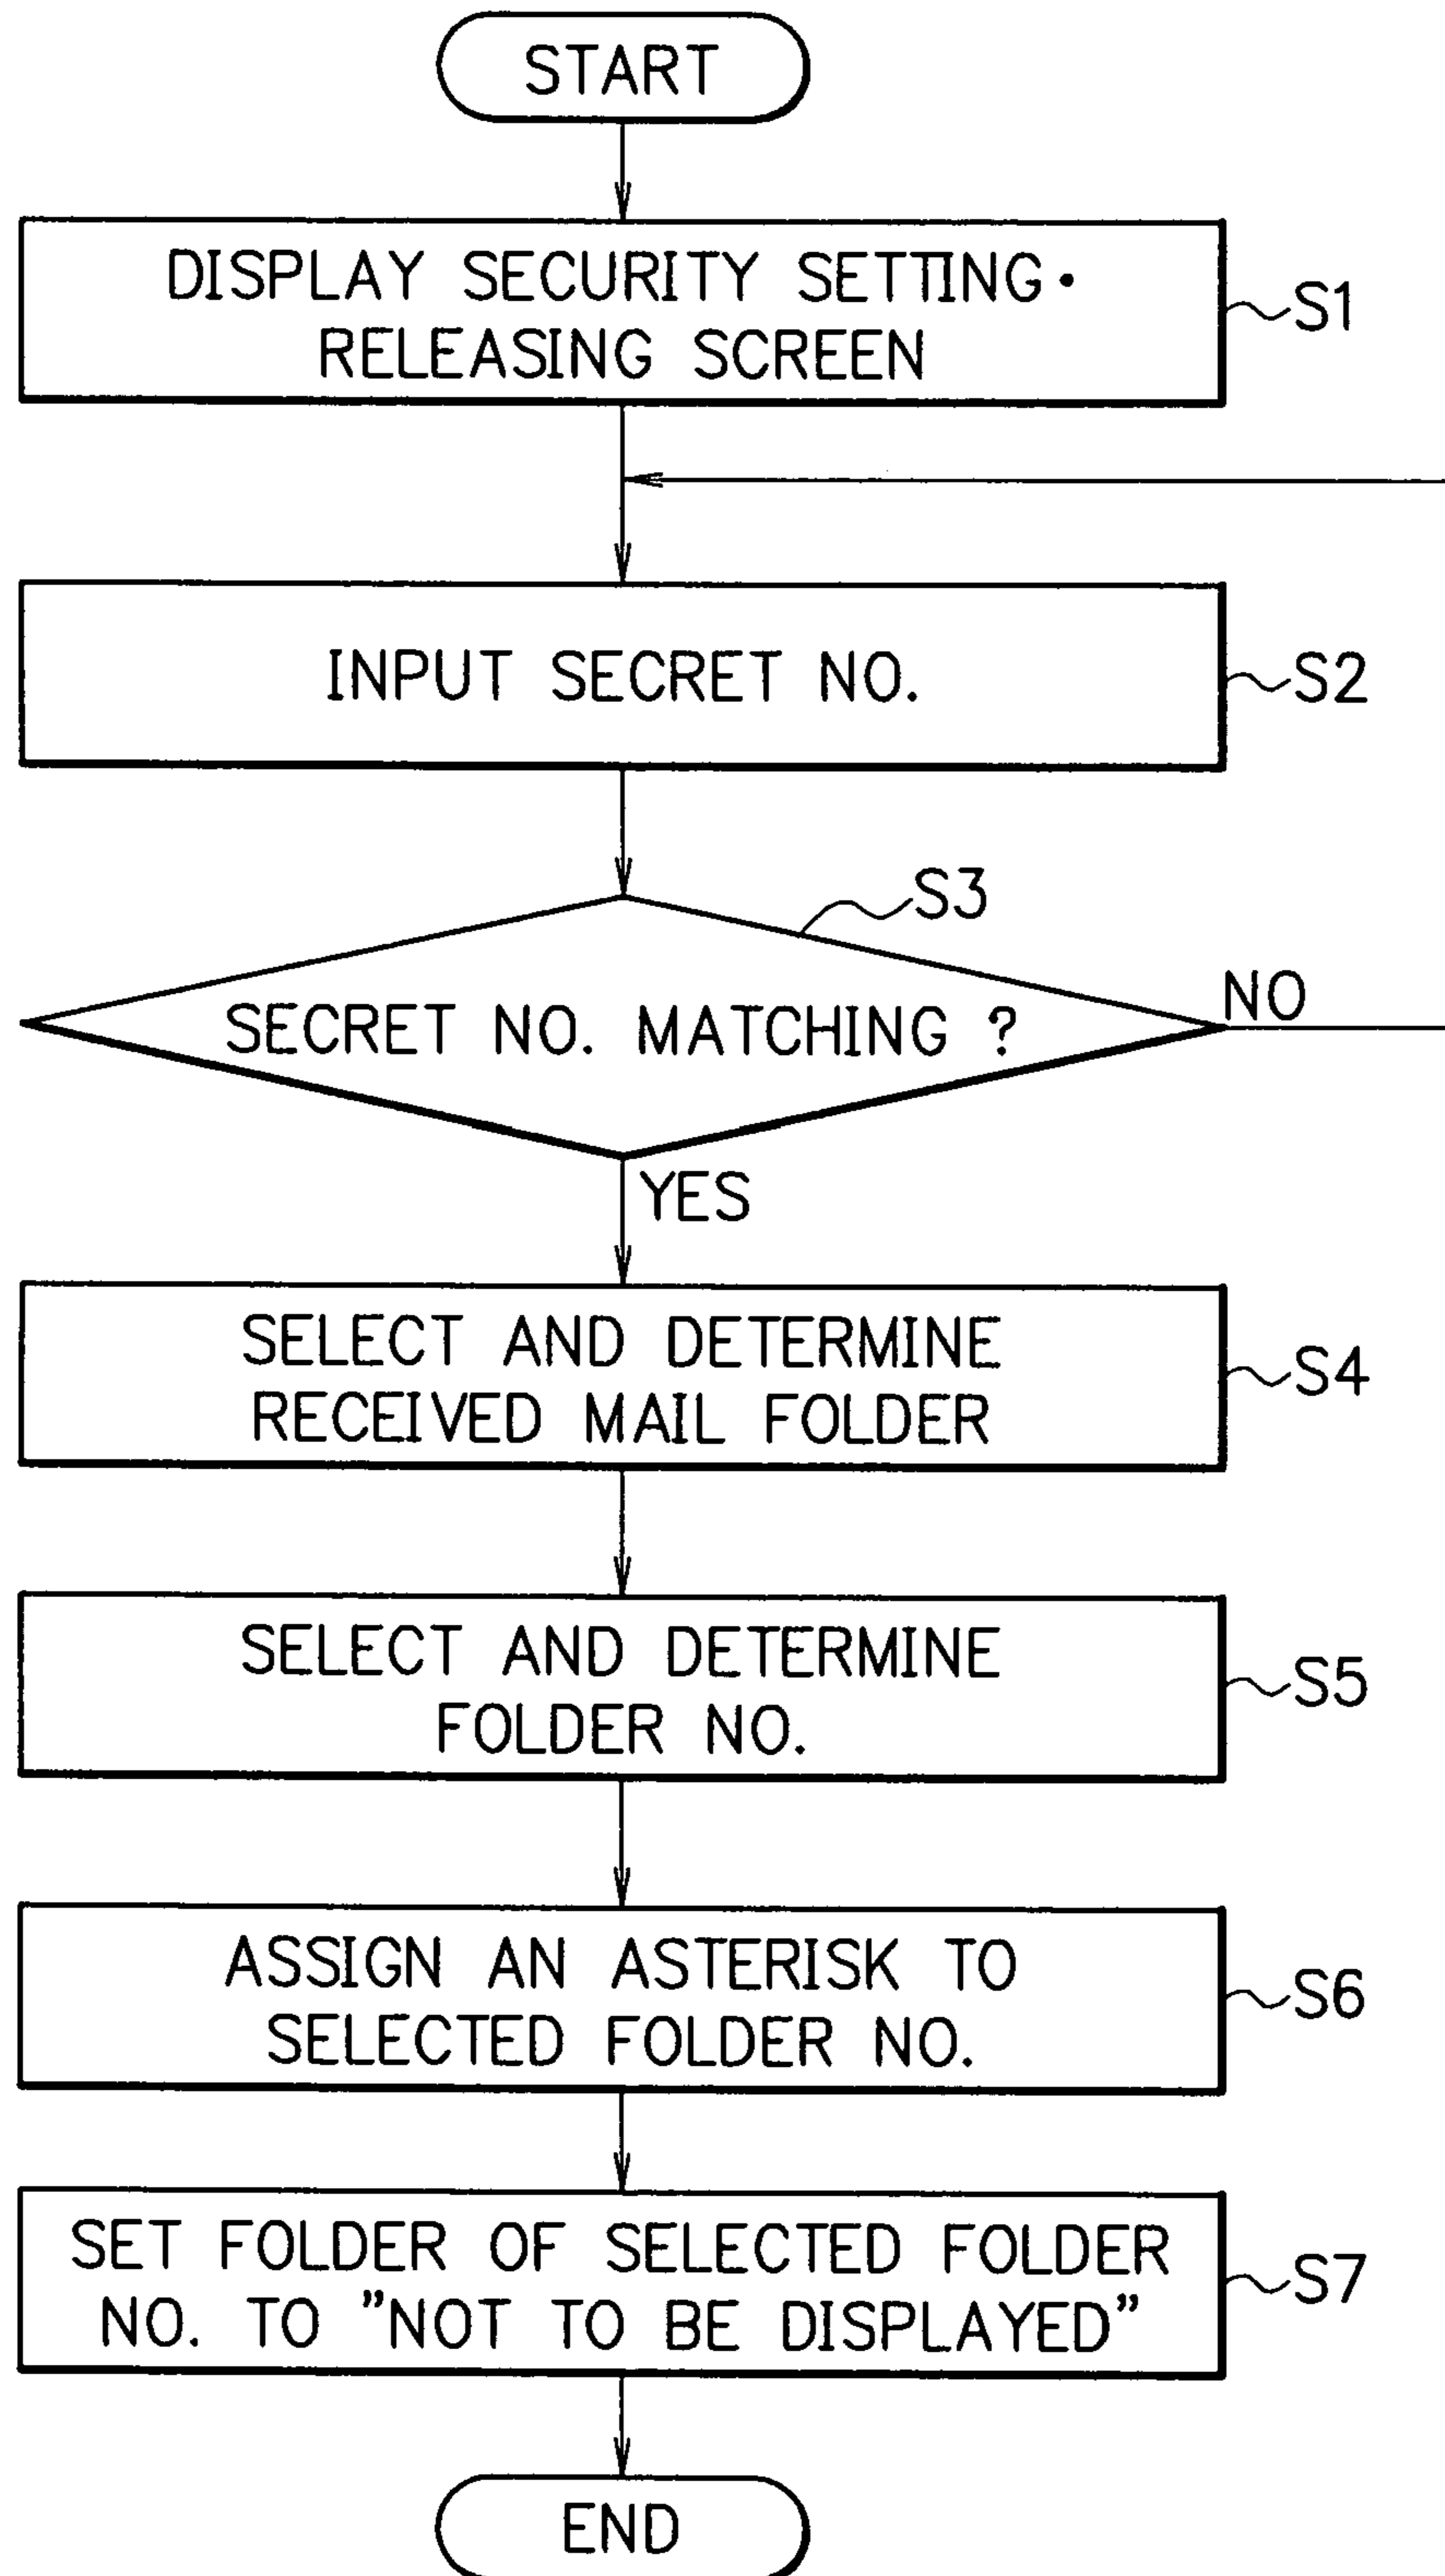 START
DISPLAY SECURITY SETTING·
RELEASING SCREEN
S1
INPUT SECRET NO.
S2
S3
SECRET NO. MATCHING ?
NO
YES
SELECT AND DETERMINE
RECEIVED MAIL FOLDER
S4
SELECT AND DETERMINE
FOLDER NO.
S5
ASSIGN AN ASTERISK TO
SELECTED FOLDER NO.
S6
SET FOLDER OF SELECTED FOLDER
NO. TO ”NOT TO BE DISPLAYED”
S7
END